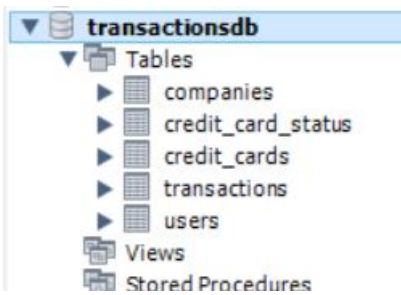 transactionsdb
Tables
companies
credit_card_status
credit_cards
transactions
users
Views
Stored Procedures